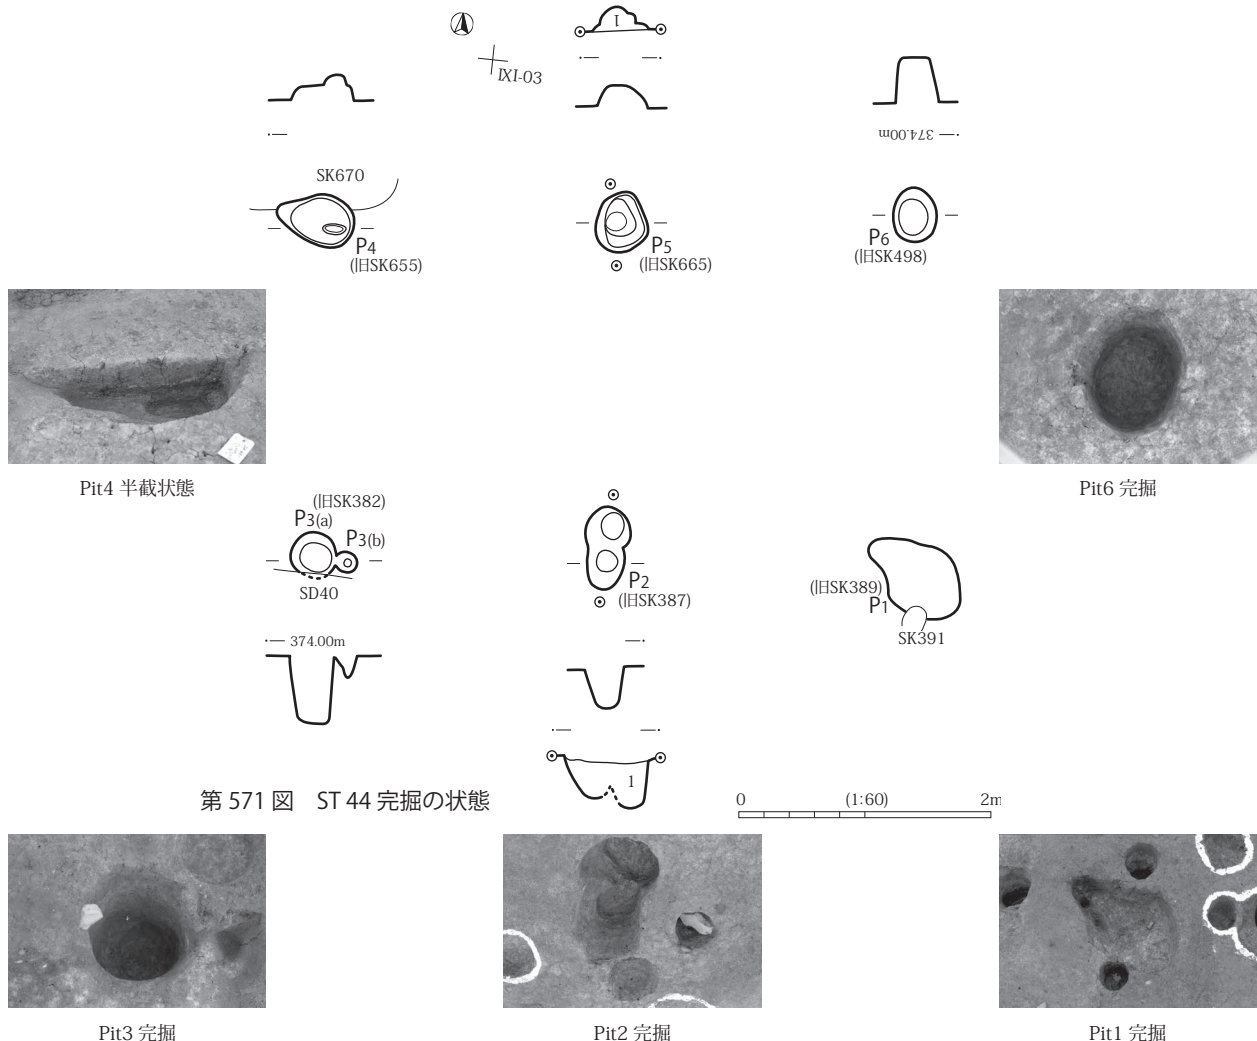 I
IXI-03
374.00m
SK670
P4
(旧SK655)
P5
(旧SK665)
P6
(旧SK498)
Pit4 半截状態
Pit6 完掘
(旧SK382)
P3(a)
P3(b)
SD40
P2
(旧SK387)
(旧SK389)
P1
SK391
374.00m
1
第 571 図　ST 44 完掘の状態
0
(1:60)
2m
Pit3 完掘
Pit2 完掘
Pit1 完掘